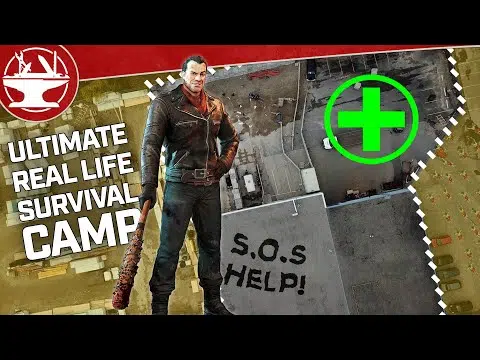 ULTIMATE
REAL LIFE
SURVIVAL
CAMP
S.O.S
HELP!